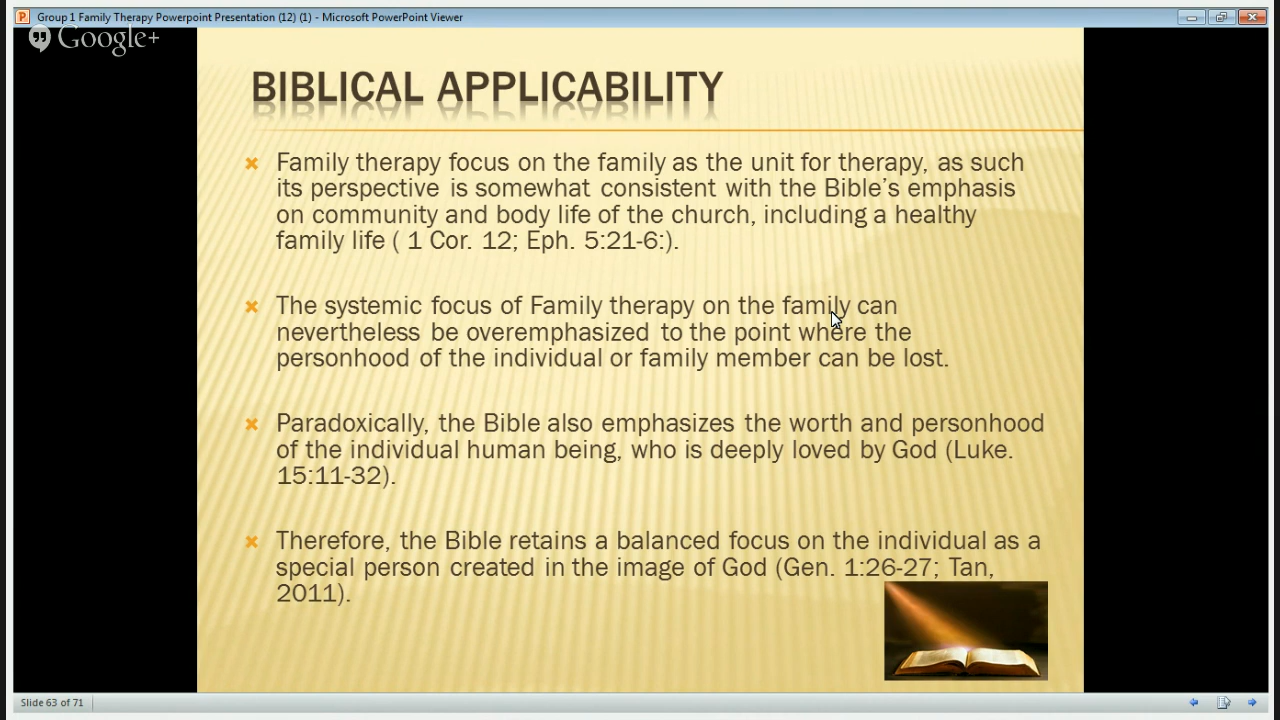 Group 1 Family Therapy Powerpoint Presentation (12) (1) - Microsoft PowerPoint Viewer
Google+
BIBLICAL APPLICABILITY
Family therapy focus on the family as the unit for therapy, as such
its perspective is somewhat consistent with the Bible's emphasis
on community and body life of the church, including a healthy
family life ( 1 Cor. 12; Eph. 5:21-6:).
The systemic focus of Family therapy on the family can
nevertheless be overemphasized to the point where the
personhood of the individual or family member can be lost.
Paradoxically, the Bible also emphasizes the worth and personhood
of the individual human being, who is deeply loved by God (Luke.
15:11-32).
Therefore, the Bible retains a balanced focus on the individual as a
special person created in the image of God (Gen. 1:26-27; Tan,
2011).
Slide 63 of 71